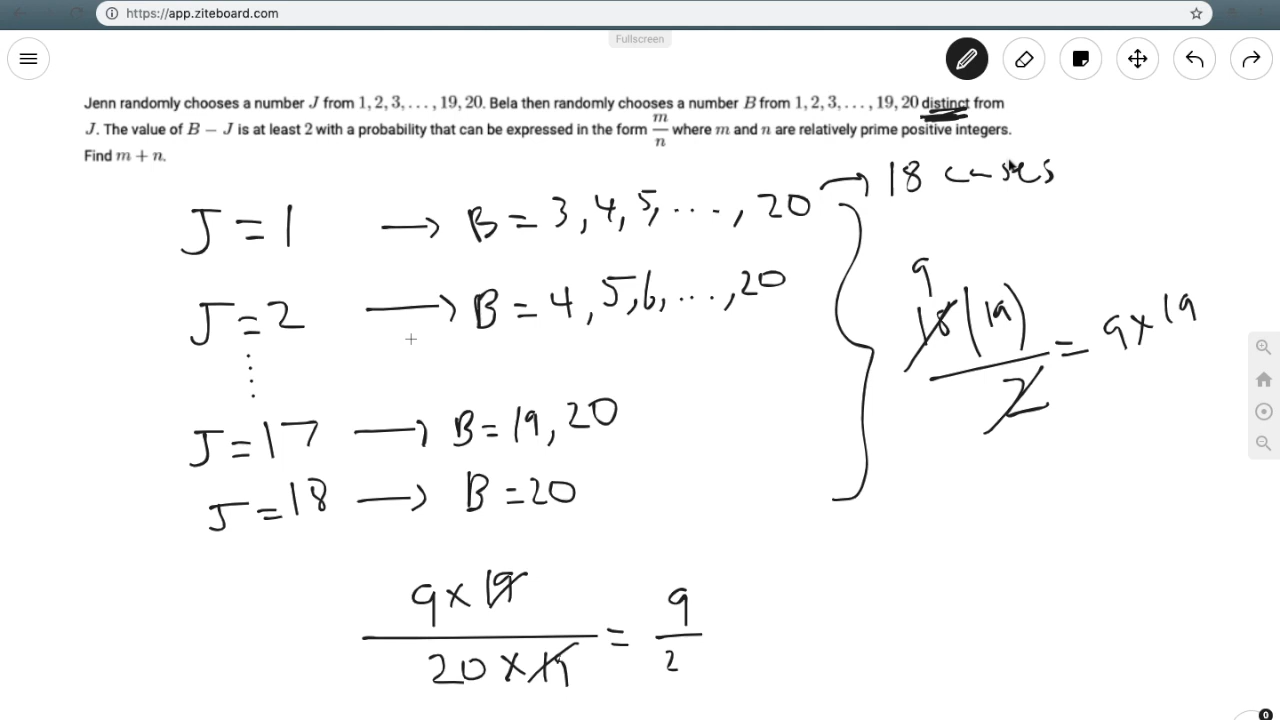 https://app.ziteboard.com
Fullscreen
Jenn randomly chooses a number J from 1, 2, 3, . . . , 19, 20. Bela then randomly chooses a number B from 1, 2, 3, . . . , 19, 20 distinct from
J. The value of B − J is at least 2 with a probability that can be expressed in the form m/n where m and n are relatively prime positive integers.
Find m + n.
→ 18 cases
J = 1 → B = 3, 4, 5, . . . , 20
J = 2 → B = 4, 5, 6, . . . , 20
9
18(19)/2 = 9 × 19
J = 17 → B = 19, 20
J = 18 → B = 20
9 × 19 / 20 × 19 = 9 / 2
0